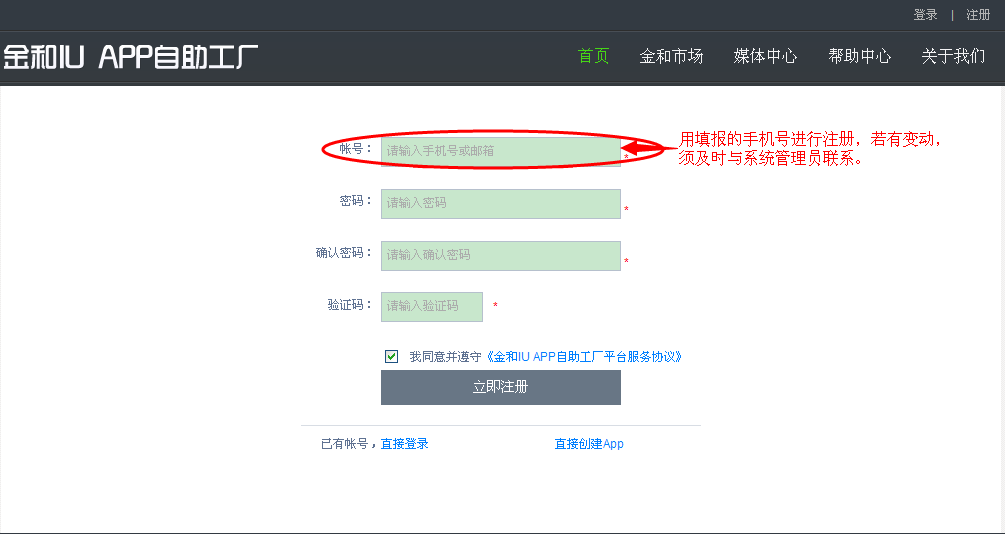 登录 | 注册
金和IU APP自助工厂
首页 金和市场 媒体中心 帮助中心 关于我们
帐号： 请输入手机号或邮箱 *
用填报的手机号进行注册，若有变动，
须及时与系统管理员联系。
密码： 请输入密码 *
确认密码： 请输入确认密码 *
验证码： 请输入验证码 *
我同意并遵守《金和IU APP自助工厂平台服务协议》
立即注册
已有帐号，直接登录 直接创建App